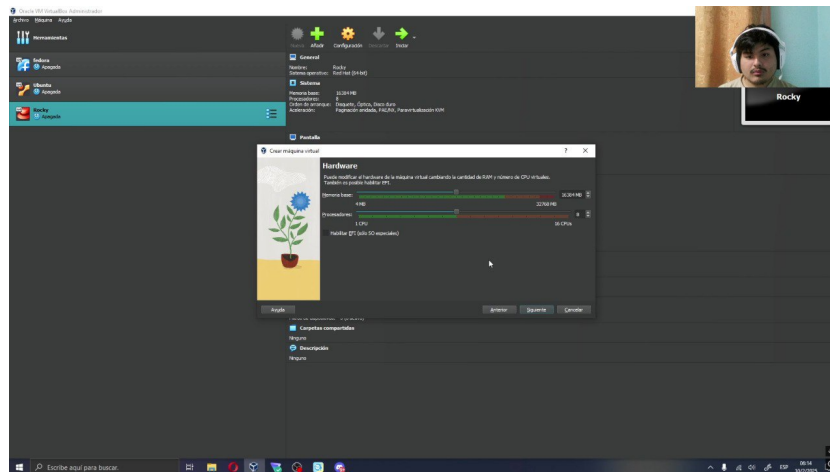 Oracle VM VirtualBox Administrador
Archivo Máquina Ayuda
Herramientas
Nueva Añadir Configuración Descartar Iniciar
fedora
Apagada
Ubuntu
Apagada
Rocky
Apagada
General
Nombre: Rocky
Sistema operativo: Red Hat (64-bit)
Sistema
Memoria base: 16384 MB
Procesadores: 8
Orden de arranque: Disquete, Óptica, Disco duro
Aceleración: Paginación anidada, PAE/NX, Paravirtualización KVM
Pantalla
Rocky
Crear máquina virtual ? X
Hardware
Puede modificar el hardware de la máquina virtual cambiando la cantidad de RAM y número de CPU virtuales.
También es posible habilitar EFI.
Memoria base: 16384 MB
4 MB 32768 MB
Procesadores: 8
1 CPU 16 CPUs
Habilitar EFI (sólo SO especiales)
Ayuda Anterior Siguiente Cancelar
Carpetas compartidas
Ninguno
Descripción
Ninguno
Escribe aquí para buscar.
ESP
08:14
10/2/2025